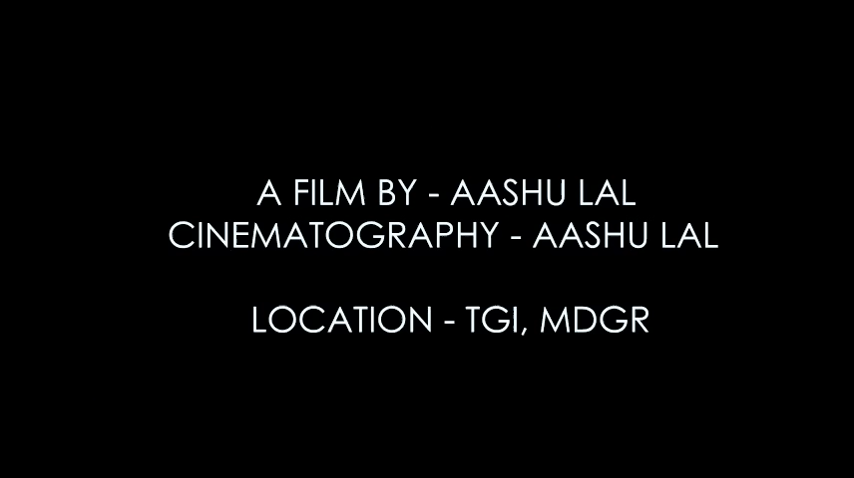 A FILM BY - AASHU LAL
CINEMATOGRAPHY - AASHU LAL
LOCATION - TGI, MDGR